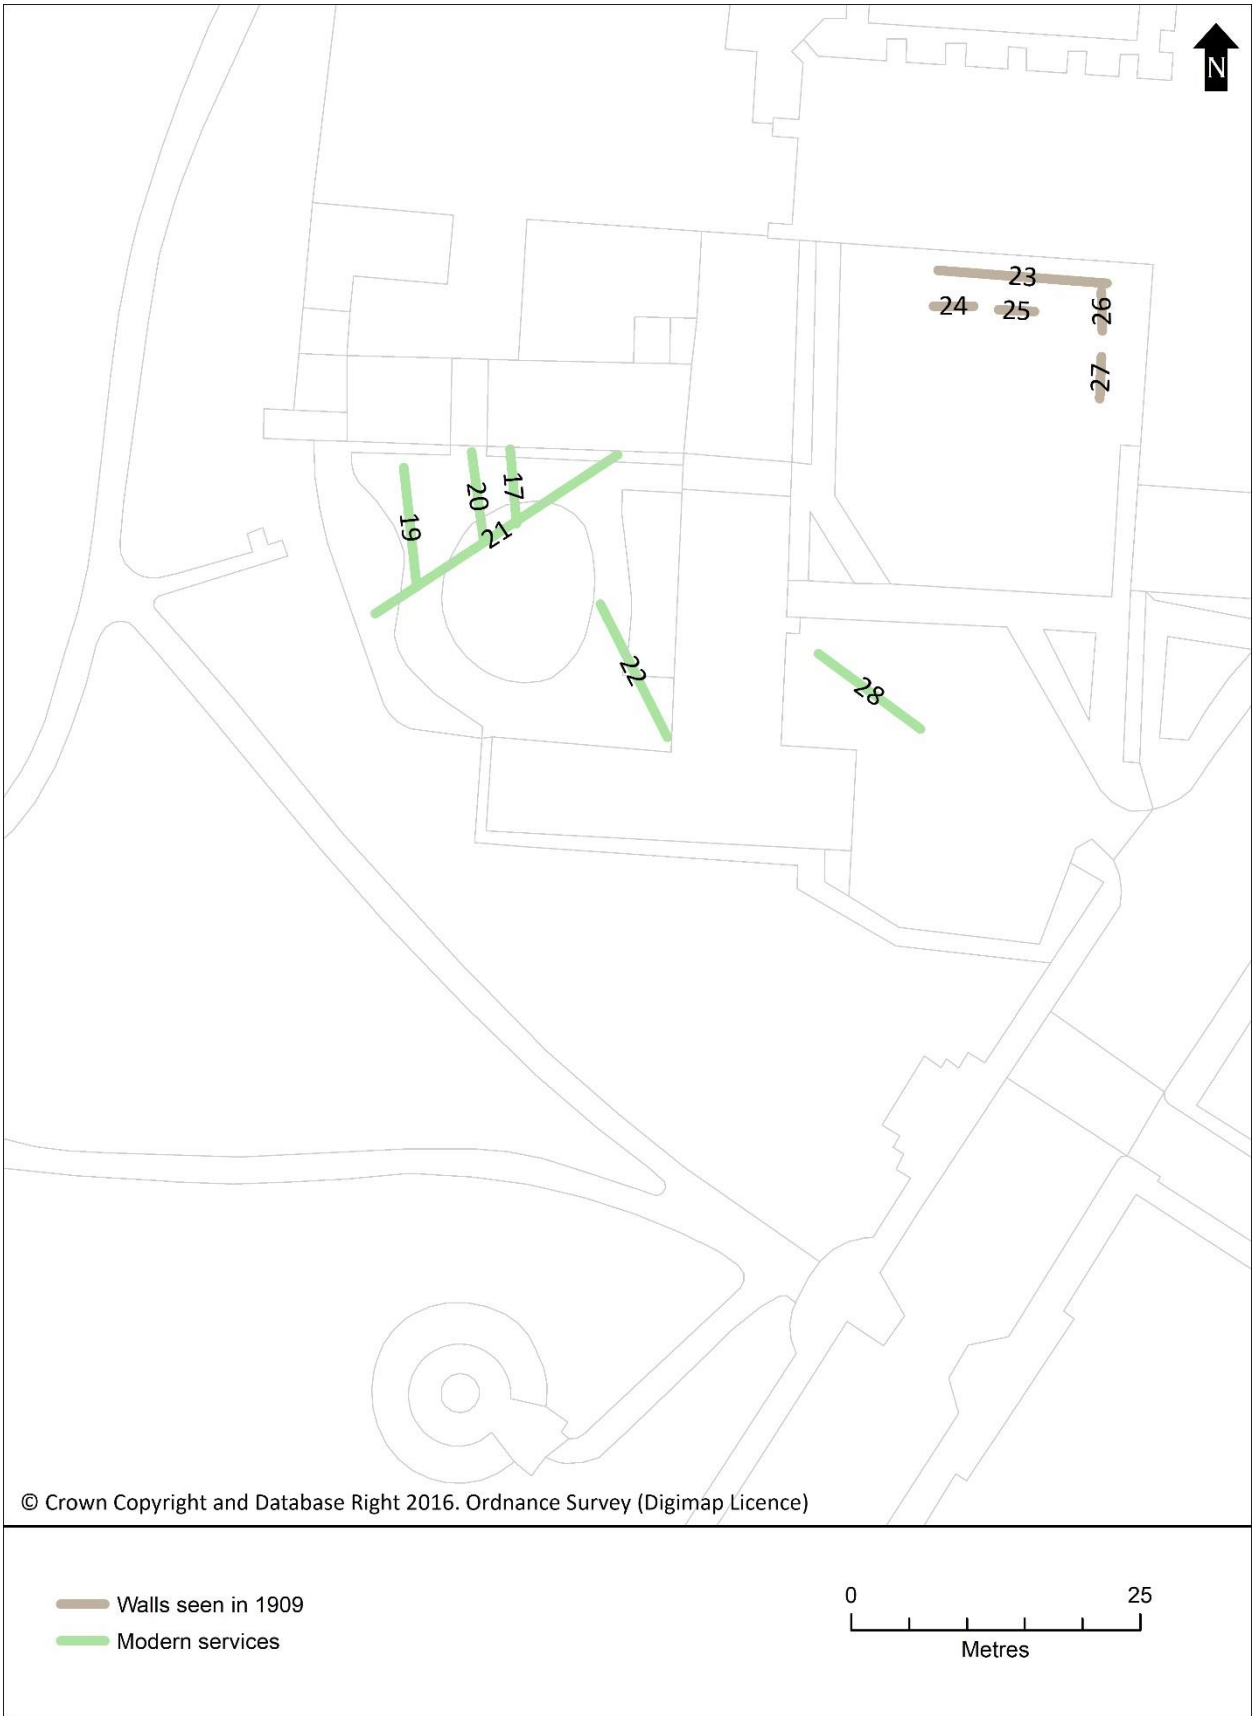 N
23
24
25
26
27
17
20
19
21
22
28
© Crown Copyright and Database Right 2016. Ordnance Survey (Digimap Licence)
Walls seen in 1909
Modern services
0 25
Metres